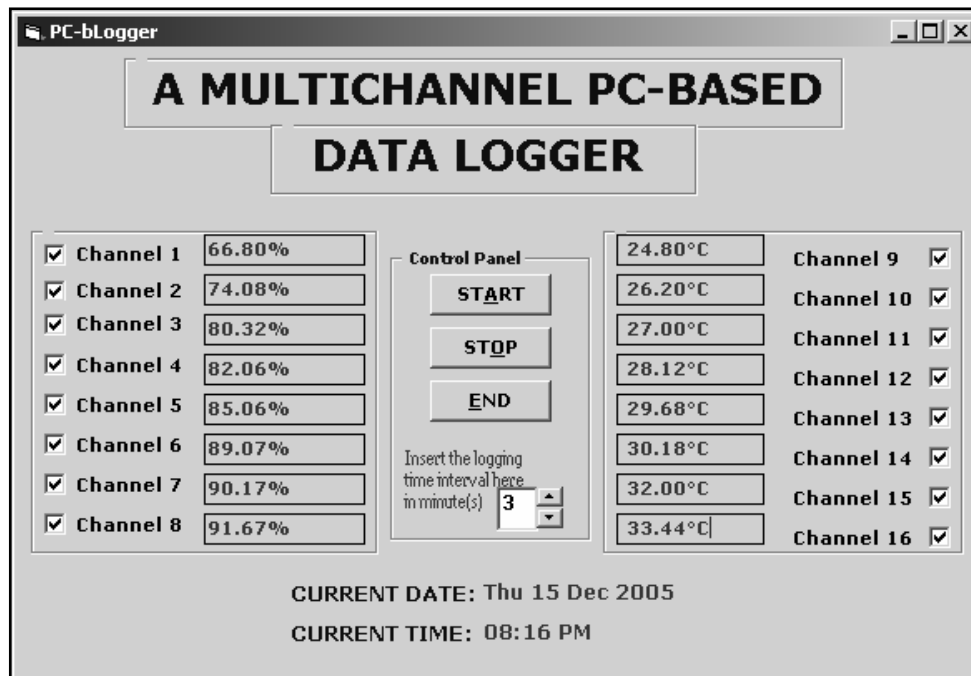 PC-bLogger
A MULTICHANNEL PC-BASED
DATA LOGGER
Channel 1 66.80%
Channel 2 74.08%
Channel 3 80.32%
Channel 4 82.06%
Channel 5 85.06%
Channel 6 89.07%
Channel 7 90.17%
Channel 8 91.67%
Control Panel
START
STOP
END
Insert the logging
time interval here
in minute(s) 3
24.80°C Channel 9
26.20°C Channel 10
27.00°C Channel 11
28.12°C Channel 12
29.68°C Channel 13
30.18°C Channel 14
32.00°C Channel 15
33.44°C Channel 16
CURRENT DATE: Thu 15 Dec 2005
CURRENT TIME: 08:16 PM